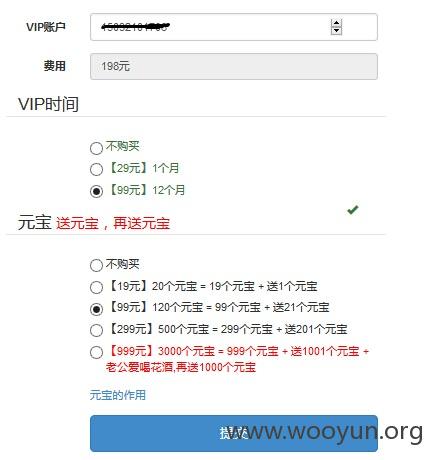 VIP账户
费用 198元
VIP时间
不购买
【29元】1个月
【99元】12个月
元宝 送元宝，再送元宝
不购买
【19元】20个元宝 = 19个元宝 + 送1个元宝
【99元】120个元宝 = 99个元宝 + 送21个元宝
【299元】500个元宝 = 299个元宝 + 送201个元宝
【999元】3000个元宝 = 999个元宝 + 送1001个元宝 +
老公爱喝花酒,再送1000个元宝
元宝的作用
www.wooyun.org